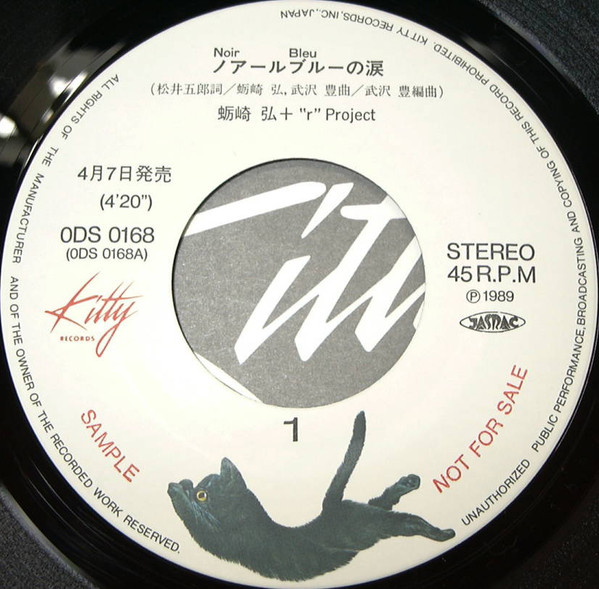 Noir Bleu
ノアールブルーの涙
(松井五郎詞/蛎崎 弘, 武沢 豊曲/武沢 豊編曲)
蛎崎 弘+"r"Project
4月7日発売
(4'20")
0DS 0168
(0DS 0168A)
Kitty
RECORDS
STEREO
45 R.P.M
Ⓟ 1989
JASRAC
1
SAMPLE
NOT FOR SALE
ALL RIGHTS OF THE MANUFACTURER AND OF THE OWNER OF THE RECORDED WORK RESERVED.
UNAUTHORIZED PUBLIC PERFORMANCE, BROADCASTING AND COPYING OF THIS RECORD PROHIBITED. KITTY RECORDS, INC., JAPAN